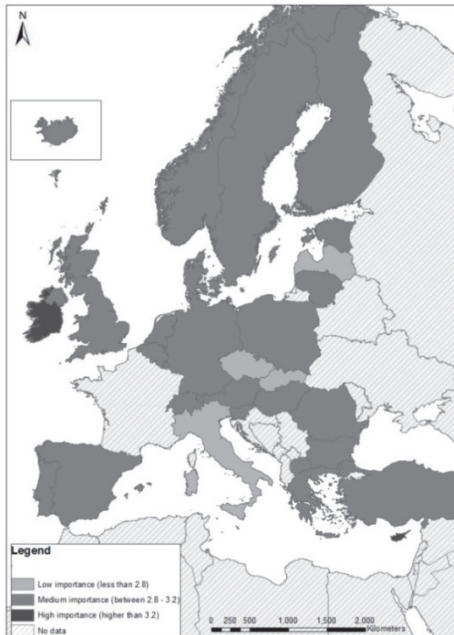 N
Legend
Low importance (less than 2.8)
Medium importance (between 2.8 - 3.2)
High importance (higher than 3.2)
No data
0 250 500 1.000 1.500 2.000
Kilometers